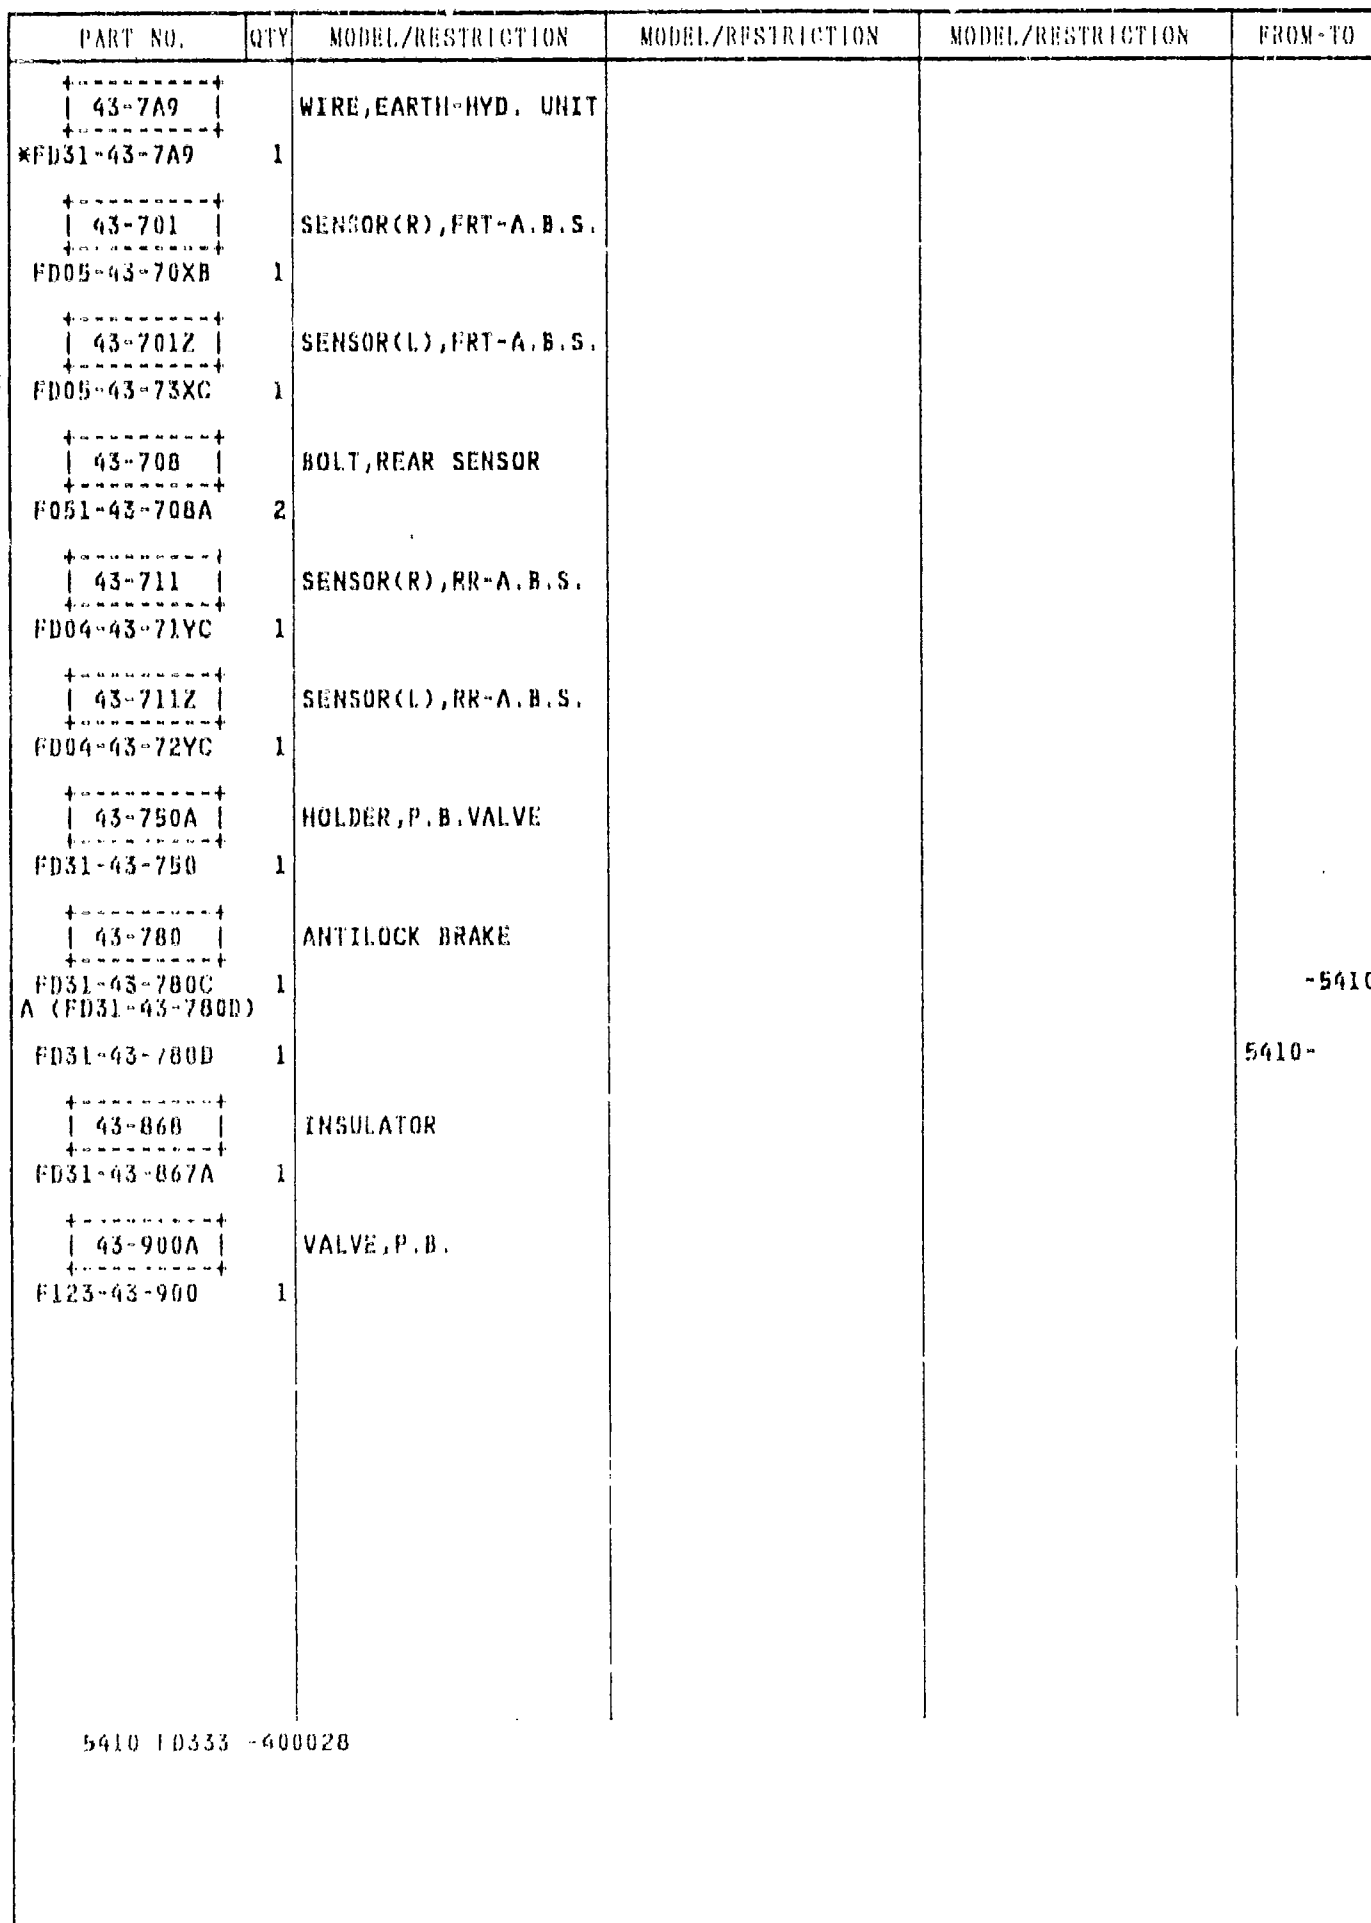 PART NO. QTY MODEL/RESTRICTION MODEL/RESTRICTION MODEL/RESTRICTION FROM-TO
43-7A9 WIRE,EARTH-HYD. UNIT
*FD31-43-7A9 1
43-701 SENSOR(R),FRT-A.B.S.
FD05-43-70XB 1
43-701Z SENSOR(L),FRT-A.B.S.
FD05-43-73XC 1
43-708 BOLT,REAR SENSOR
F051-43-708A 2
43-711 SENSOR(R),RR-A.B.S.
FD04-43-71YC 1
43-711Z SENSOR(L),RR-A.B.S.
FD04-43-72YC 1
43-750A HOLDER,P.B.VALVE
FD31-43-750 1
43-780 ANTILOCK BRAKE
FD31-43-780C 1 -5410
A (FD31-43-780D)
FD31-43-780D 1 5410-
43-868 INSULATOR
FD31-43-867A 1
43-900A VALVE,P.B.
F123-43-900 1
5410 FD333 -400028